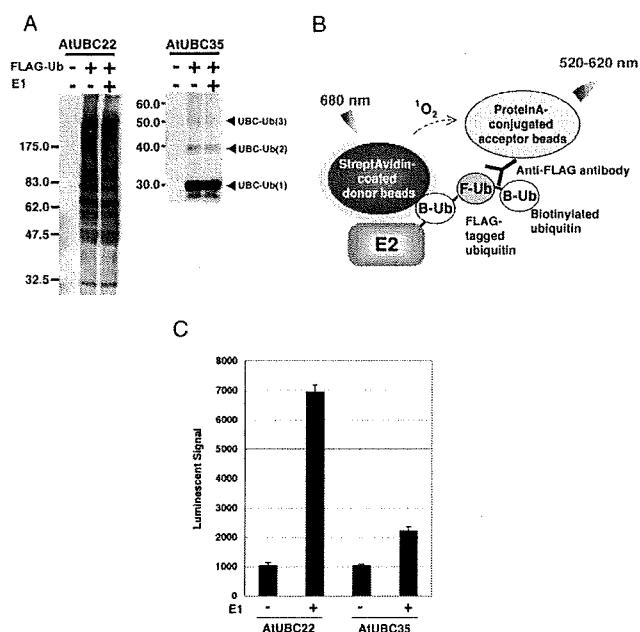 A
AtUBC22 AtUBC35
FLAG-Ub - + + - + +
E1 - - + - - +
175.0
83.0
62.0
47.5
32.5
60.0
50.0
40.0
30.0
UBC-Ub(3)
UBC-Ub(2)
UBC-Ub(1)
B
520-620 nm
680 nm
1O2
ProteinA-
conjugated
acceptor beads
StreptAvidin-
coated
donor beads
Anti-FLAG antibody
B-Ub F-Ub B-Ub
E2
FLAG-
tagged
ubiquitin
Biotinylated
ubiquitin
C
Luminescent Signal
8000
7000
6000
5000
4000
3000
2000
1000
0
E1 - + - +
AtUBC22 AtUBC35